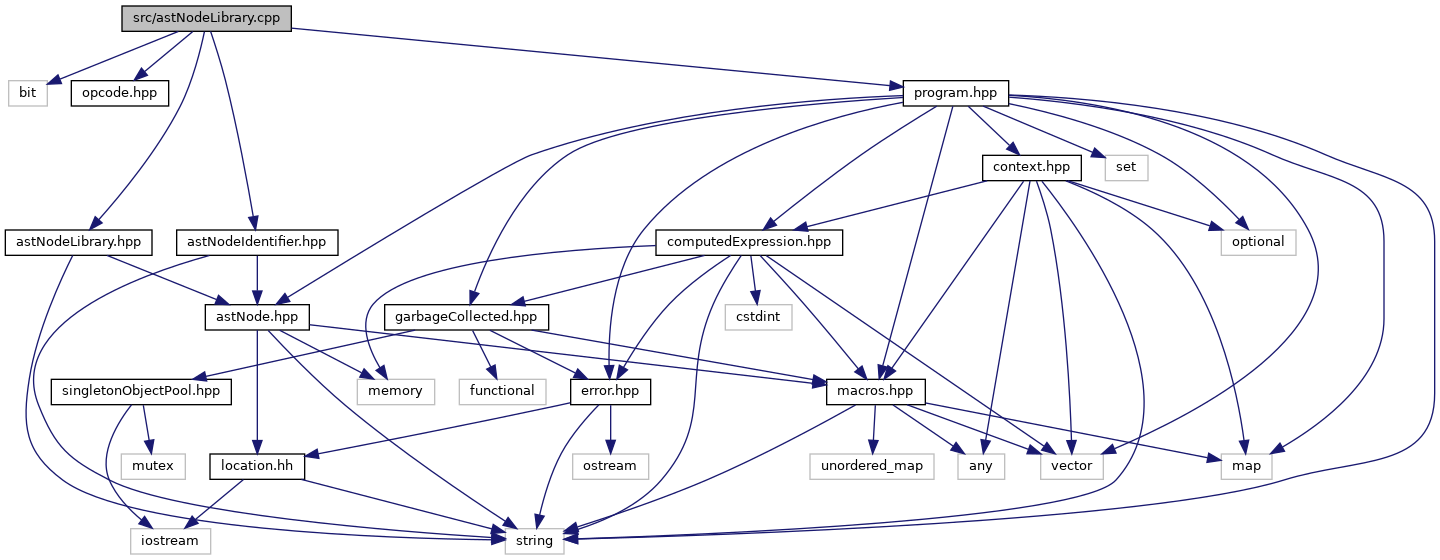 src/astNodeLibrary.cpp
bit
opcode.hpp
program.hpp
context.hpp
set
astNodeLibrary.hpp
astNodeIdentifier.hpp
computedExpression.hpp
optional
astNode.hpp
garbageCollected.hpp
cstdint
singletonObjectPool.hpp
memory
functional
error.hpp
macros.hpp
mutex
location.hh
ostream
unordered_map
any
vector
map
iostream
string